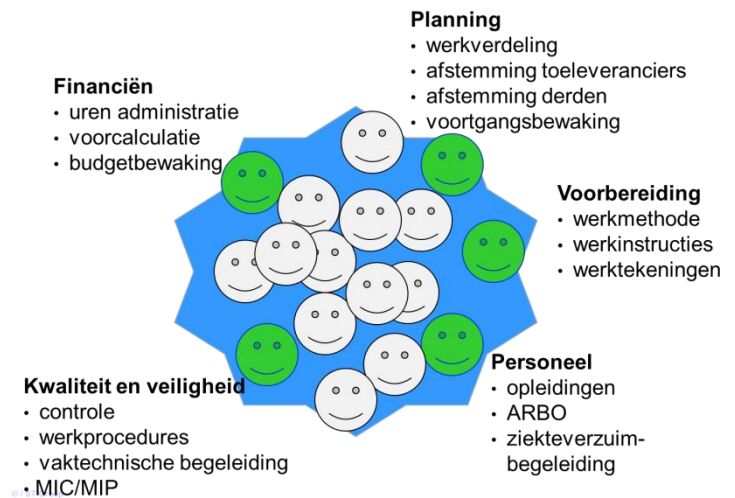 Planning
• werkverdeling
• afstemming toeleveranciers
• afstemming derden
• voortgangsbewaking
Financiën
• uren administratie
• voorcalculatie
• budgetbewaking
Voorbereiding
• werkmethode
• werkinstructies
• werktekeningen
Personeel
• opleidingen
• ARBO
• ziekteverzuim-
begeleiding
Kwaliteit en veiligheid
• controle
• werkprocedures
• vaktechnische begeleiding
• MIC/MIP